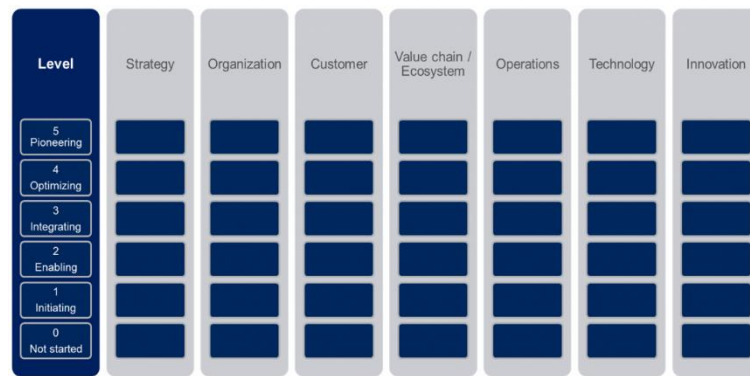 Level
Strategy
Organization
Customer
Value chain /
Ecosystem
Operations
Technology
Innovation
5
Pioneering
4
Optimizing
3
Integrating
2
Enabling
1
Initiating
0
Not started